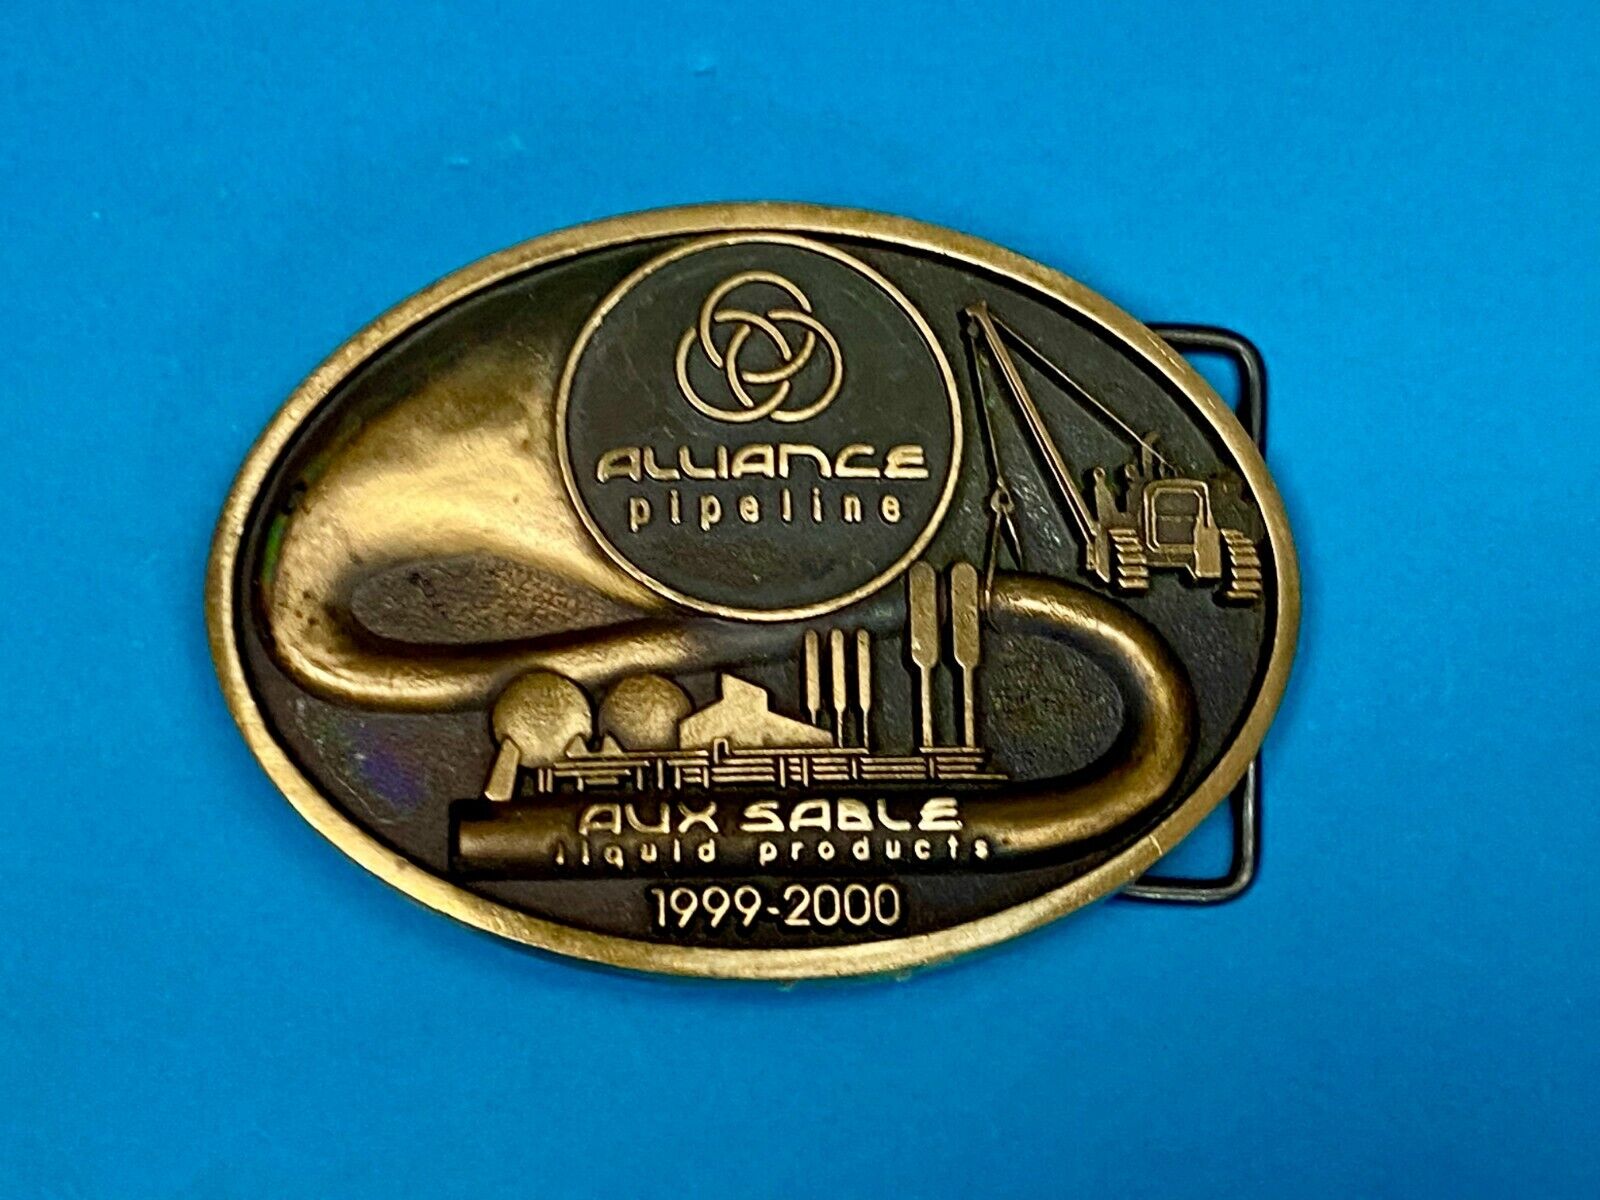 ALLIANCE
pipeline
AUX SABLE
liquid products
1999-2000